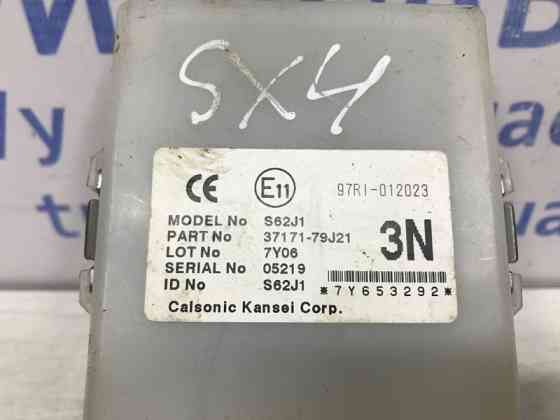 SX4
CE E11 97RI-012023
MODEL No S62J1
PART No 37171-79J21
LOT No 7Y06
SERIAL No 05219
ID No S62J1
3N
*7Y653292*
Calsonic Kansei Corp.